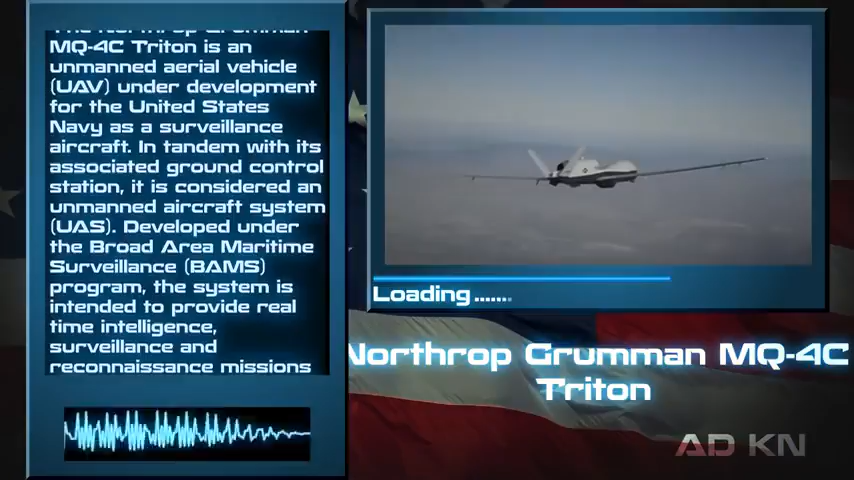 The Northrop Grumman
MQ-4C Triton is an
unmanned aerial vehicle
(UAV) under development
for the United States
Navy as a surveillance
aircraft. In tandem with its
associated ground control
station, it is considered an
unmanned aircraft system
(UAS). Developed under
the Broad Area Maritime
Surveillance (BAMS)
program, the system is
intended to provide real
time intelligence,
surveillance and
reconnaissance missions
Loading.......
Northrop Grumman MQ-4C
Triton
AD KN